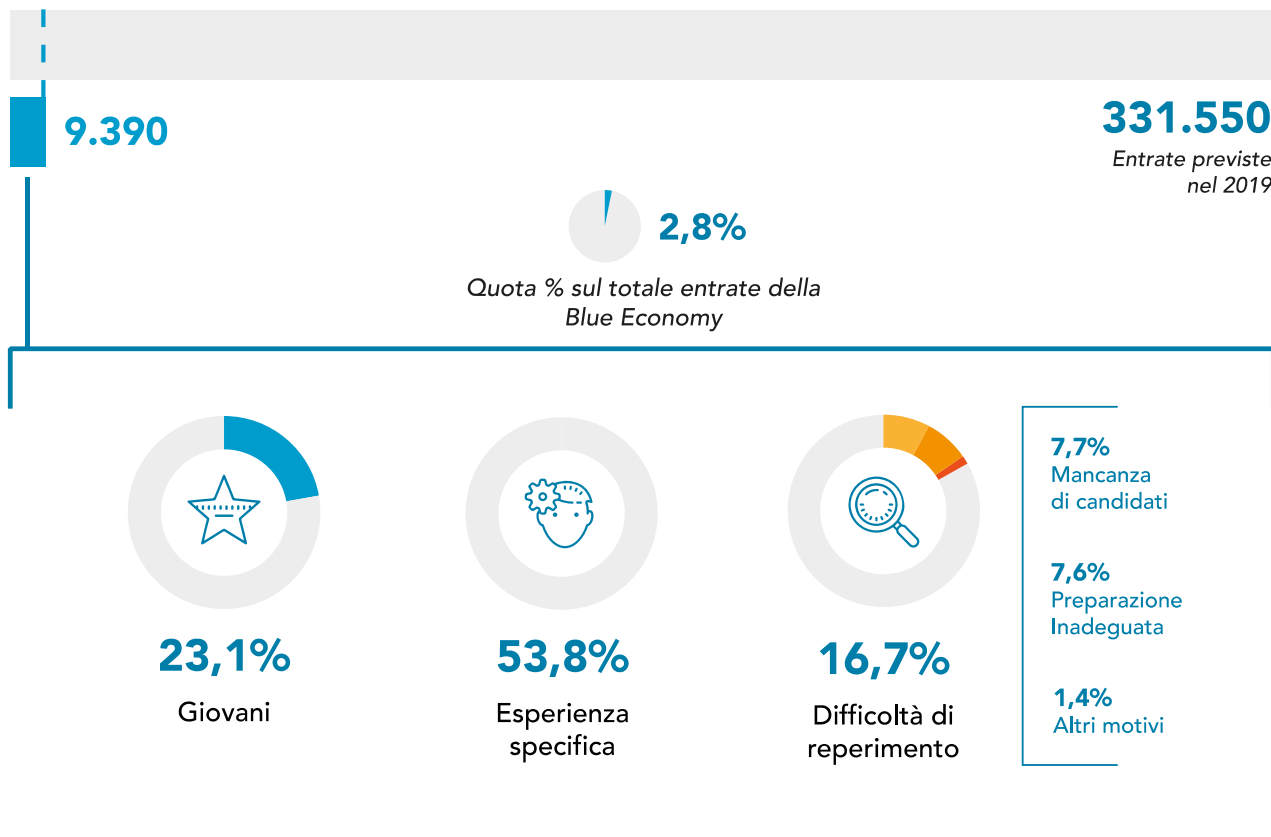 9.390
331.550
Entrate previste
nel 2019
2,8%
Quota % sul totale entrate della
Blue Economy
23,1%
Giovani
53,8%
Esperienza
specifica
16,7%
Difficoltà di
reperimento
7,7%
Mancanza
di candidati
7,6%
Preparazione
Inadeguata
1,4%
Altri motivi